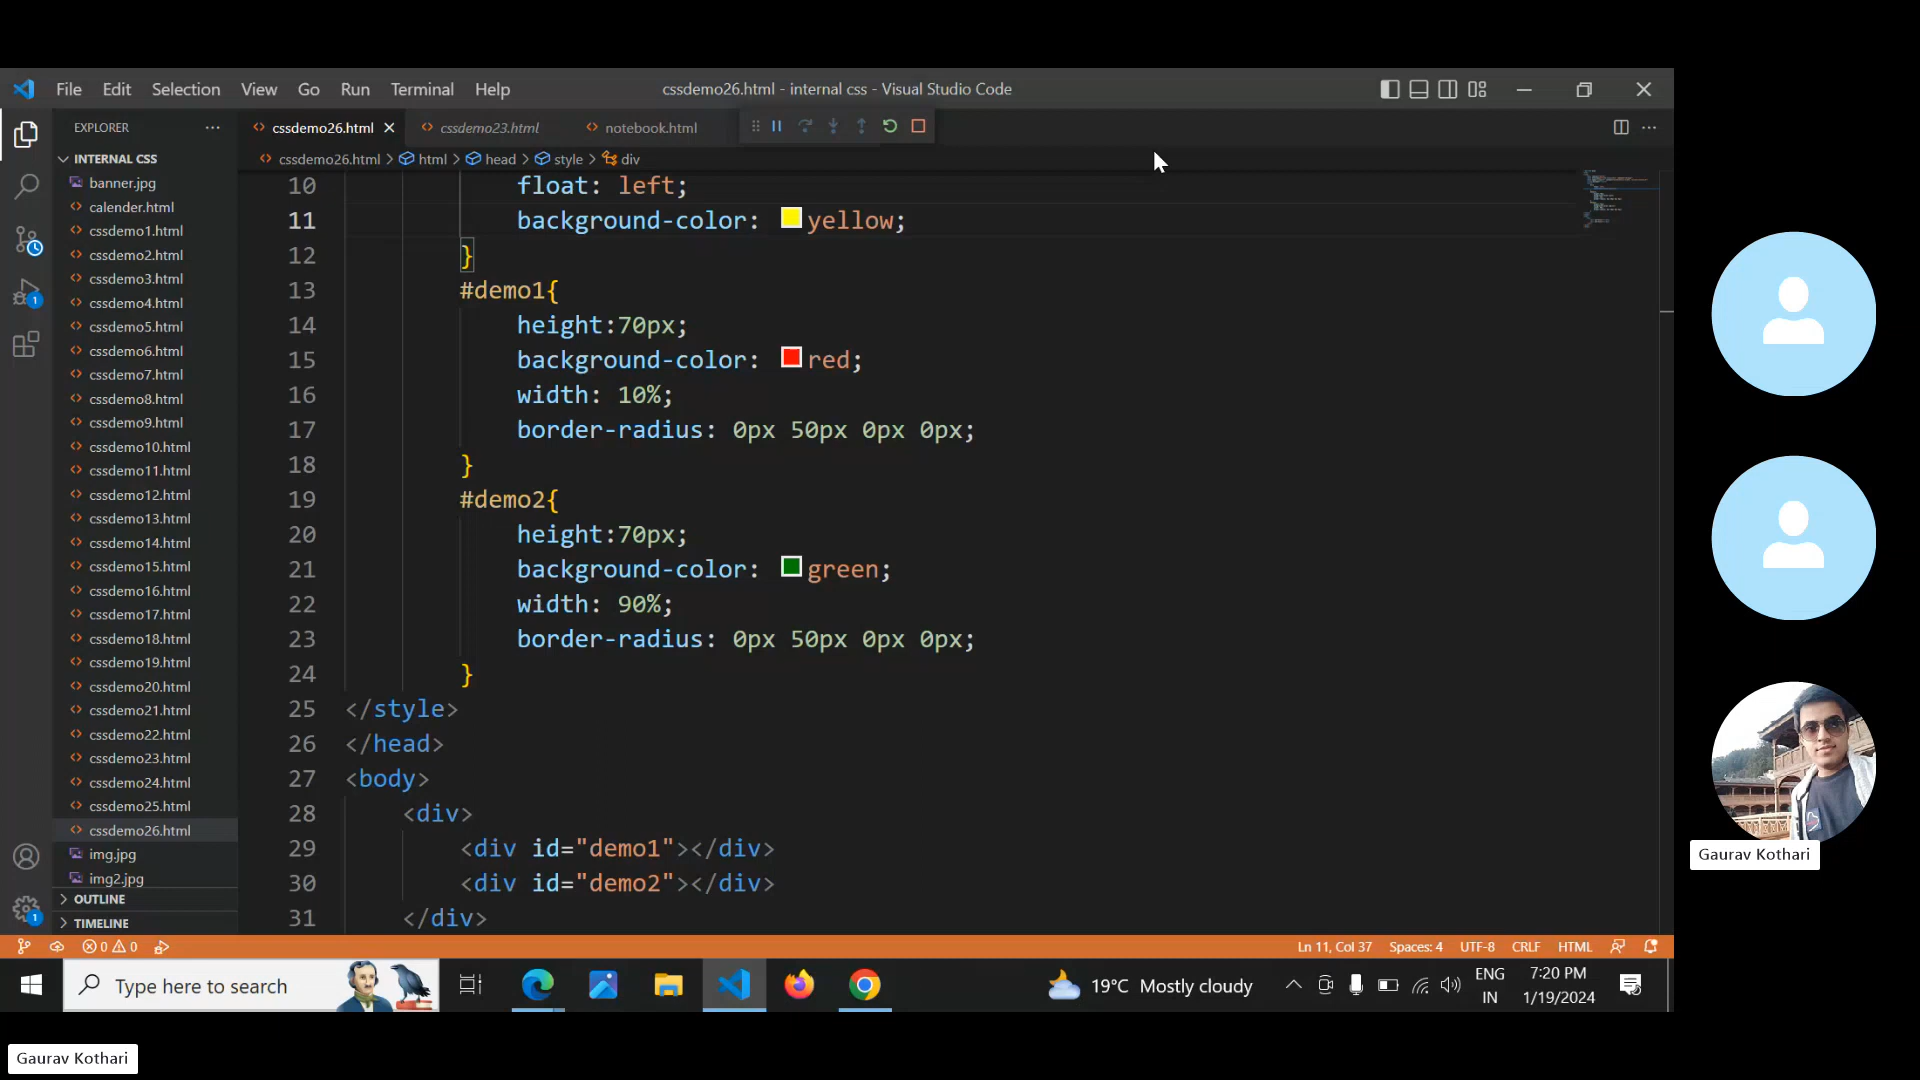 File Edit Selection View Go Run Terminal Help
cssdemo26.html - internal css - Visual Studio Code
EXPLORER
INTERNAL CSS
banner.jpg
calender.html
cssdemo1.html
cssdemo2.html
cssdemo3.html
cssdemo4.html
cssdemo5.html
cssdemo6.html
cssdemo7.html
cssdemo8.html
cssdemo9.html
cssdemo10.html
cssdemo11.html
cssdemo12.html
cssdemo13.html
cssdemo14.html
cssdemo15.html
cssdemo16.html
cssdemo17.html
cssdemo18.html
cssdemo19.html
cssdemo20.html
cssdemo21.html
cssdemo22.html
cssdemo23.html
cssdemo24.html
cssdemo25.html
cssdemo26.html
img.jpg
img2.jpg
OUTLINE
TIMELINE
cssdemo26.html cssdemo23.html notebook.html
cssdemo26.html > html > head > style > div
10 float: left;
11 background-color: yellow;
12 }
13 #demo1{
14 height:70px;
15 background-color: red;
16 width: 10%;
17 border-radius: 0px 50px 0px 0px;
18 }
19 #demo2{
20 height:70px;
21 background-color: green;
22 width: 90%;
23 border-radius: 0px 50px 0px 0px;
24 }
25 </style>
26 </head>
27 <body>
28 <div>
29 <div id="demo1"></div>
30 <div id="demo2"></div>
31 </div>
1
1
0 0
Ln 11, Col 37 Spaces: 4 UTF-8 CRLF HTML
Type here to search
19°C Mostly cloudy
ENG
IN
7:20 PM
1/19/2024
Gaurav Kothari
Gaurav Kothari